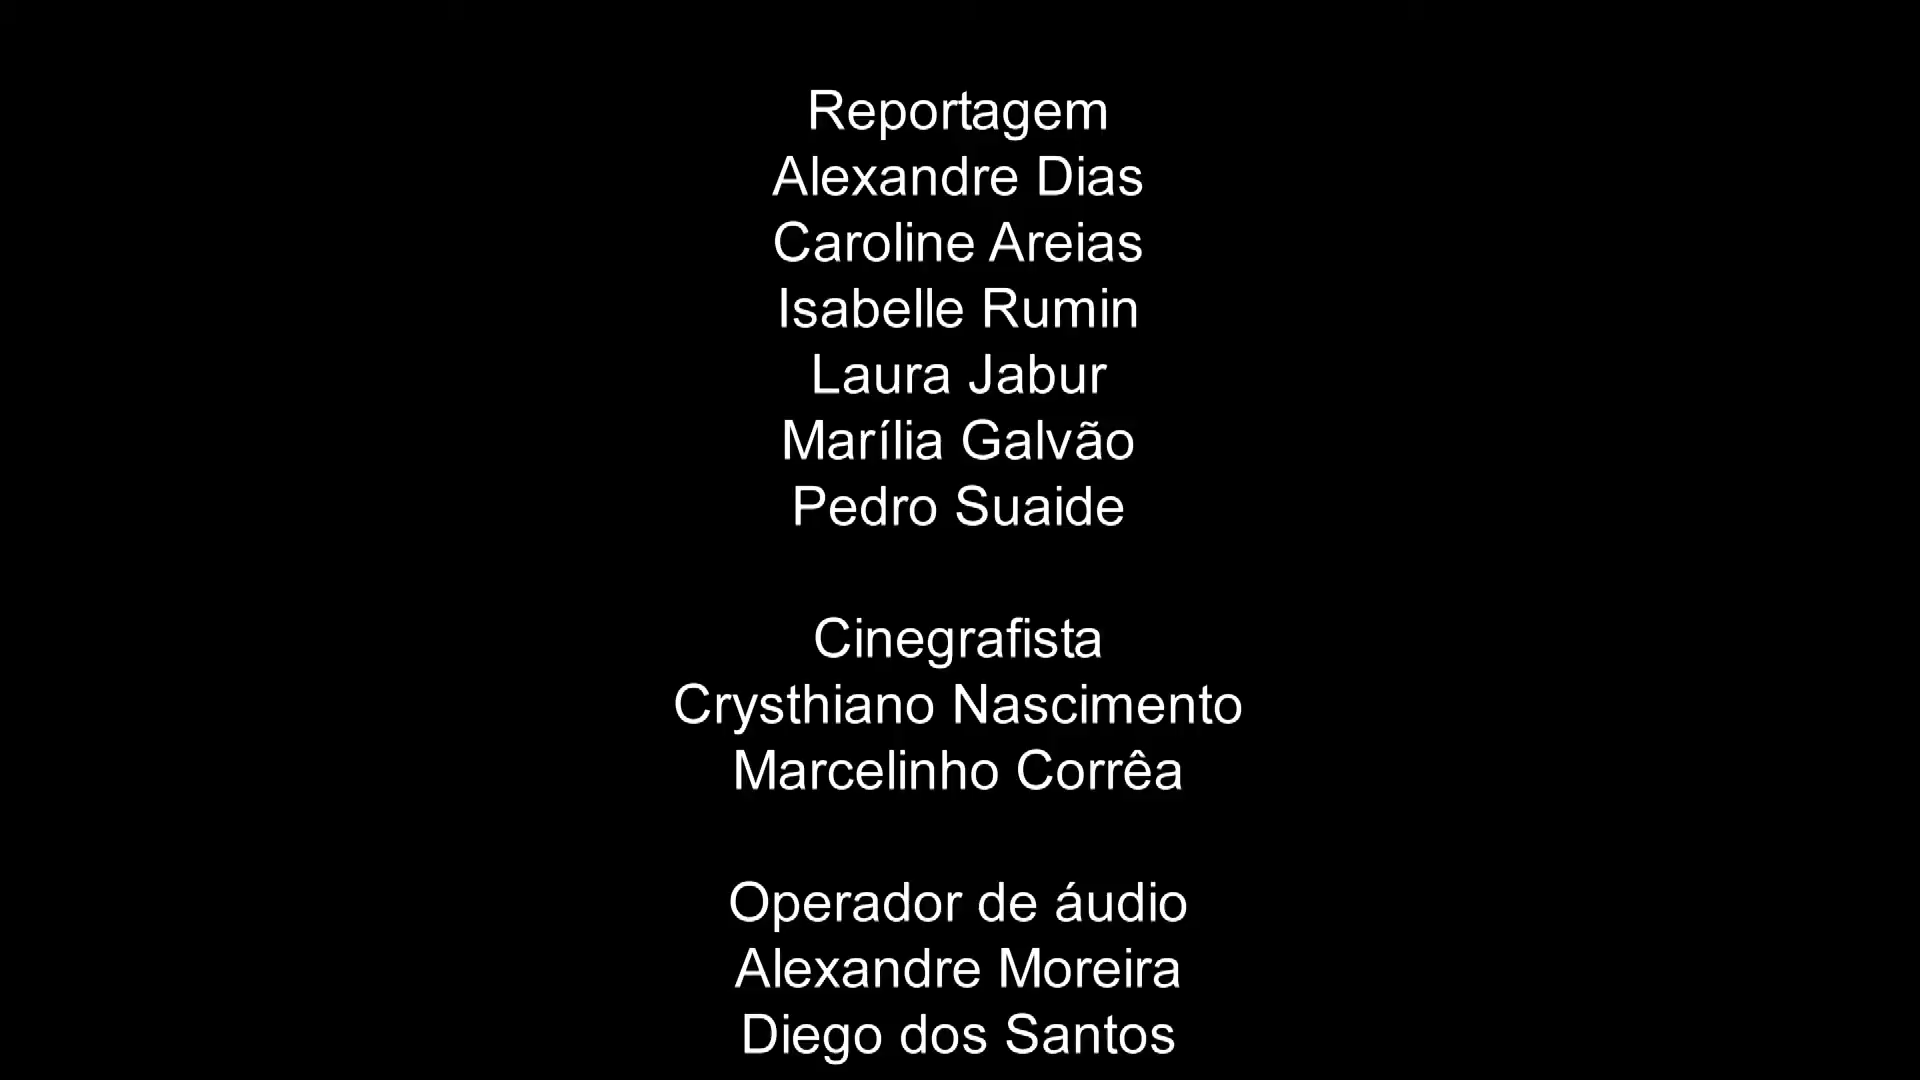 Reportagem
Alexandre Dias
Caroline Areias
Isabelle Rumin
Laura Jabur
Marília Galvão
Pedro Suaide
Cinegrafista
Crysthiano Nascimento
Marcelinho Corrêa
Operador de áudio
Alexandre Moreira
Diego dos Santos